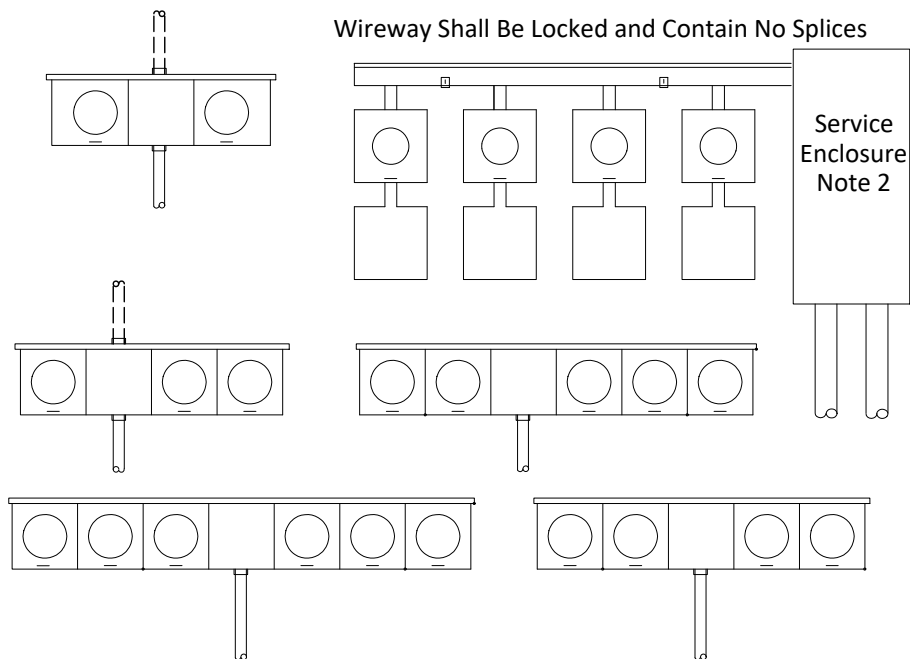 Wireway Shall Be Locked and Contain No Splices
Service
Enclosure
Note 2